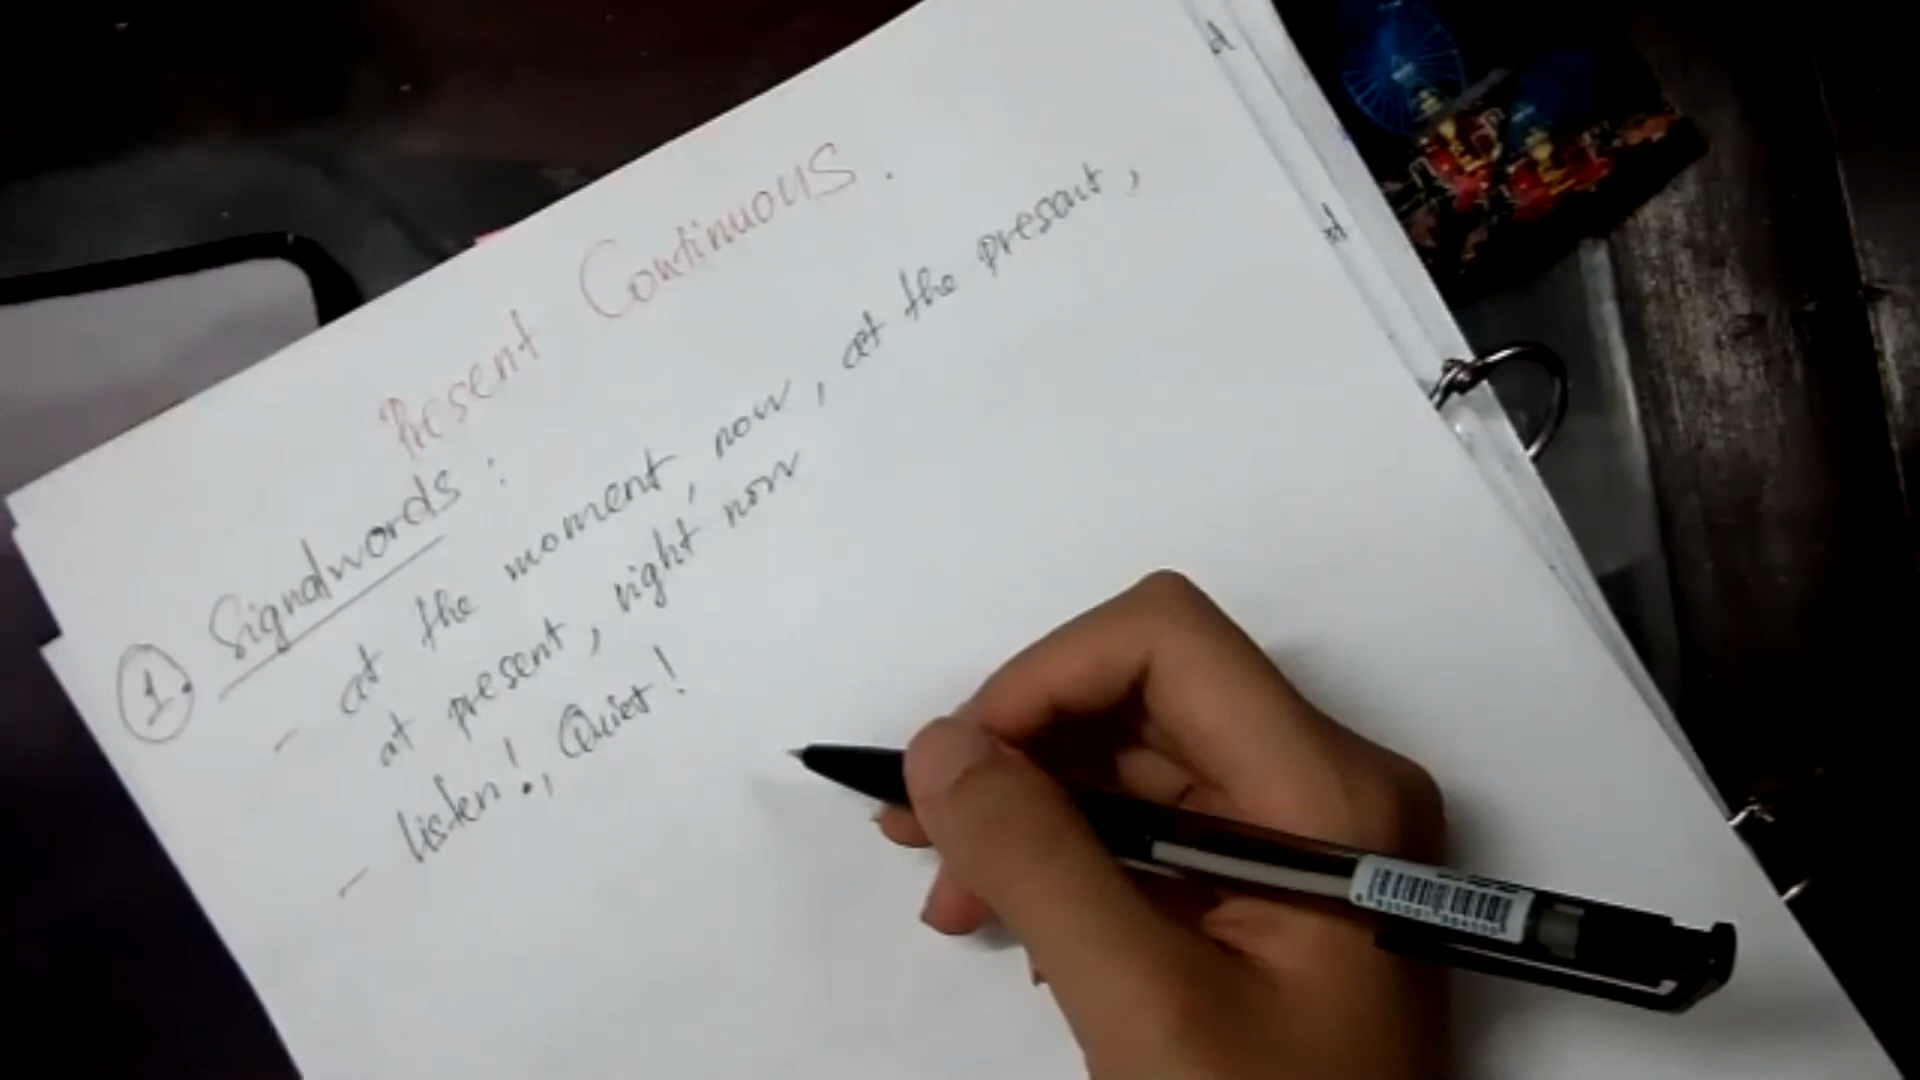 Present Continuous.
1. Signalwords :
- at the moment, now, at the present,
at present, right now
- listen!, Quiet!